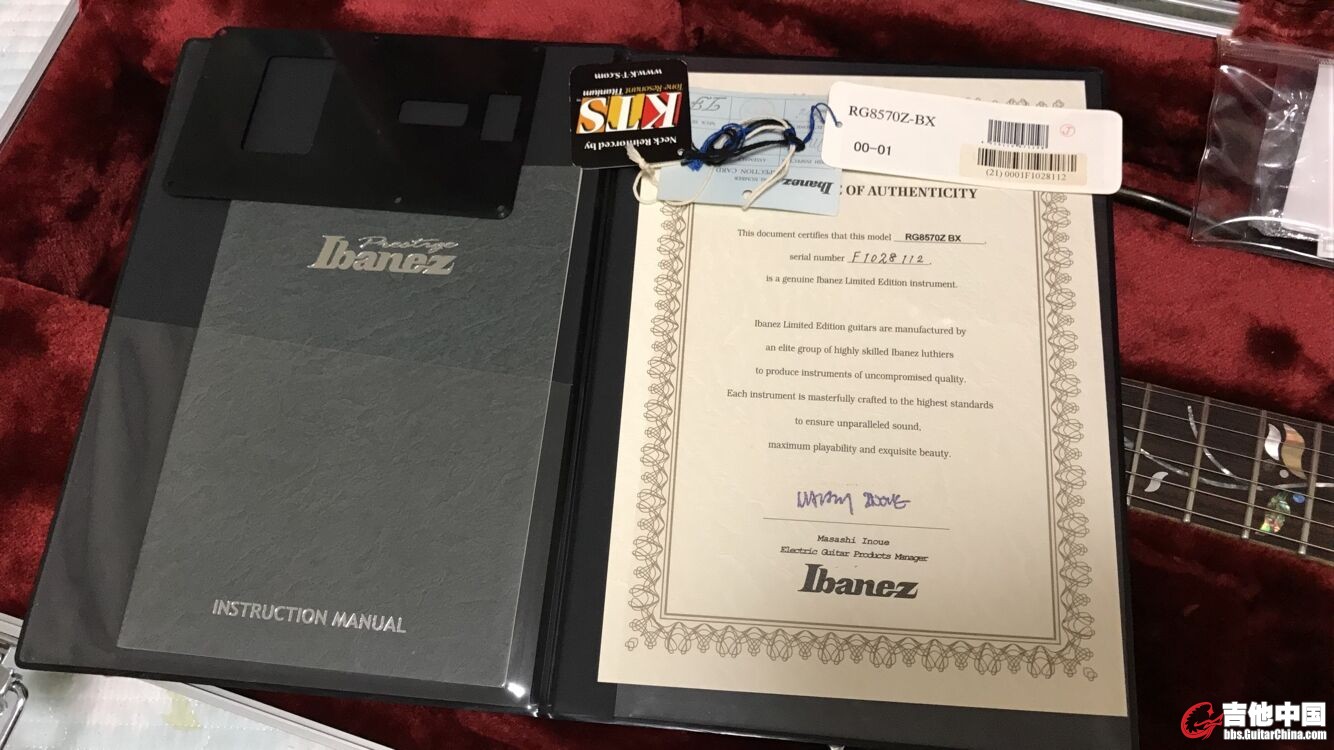 Prestige
Ibanez
INSTRUCTION MANUAL
Neck Reinforced by
KTS
Tone Resonant Titanium
www.K-T-S.com
INSPECTION CARD
Ibanez
RG8570Z-BX
00-01
(21) 0001F1028112
J
OF AUTHENTICITY
This document certifies that this model RG8570Z BX
serial number F1028112.
is a genuine Ibanez Limited Edition instrument.
Ibanez Limited Edition guitars are manufactured by
an elite group of highly skilled Ibanez luthiers
to produce instruments of uncompromised quality.
Each instrument is masterfully crafted to the highest standards
to ensure unparalleled sound,
maximum playability and exquisite beauty.
Masashi Inoue
Electric Guitar Products Manager
Ibanez
吉他中国
bbs.GuitarChina.com